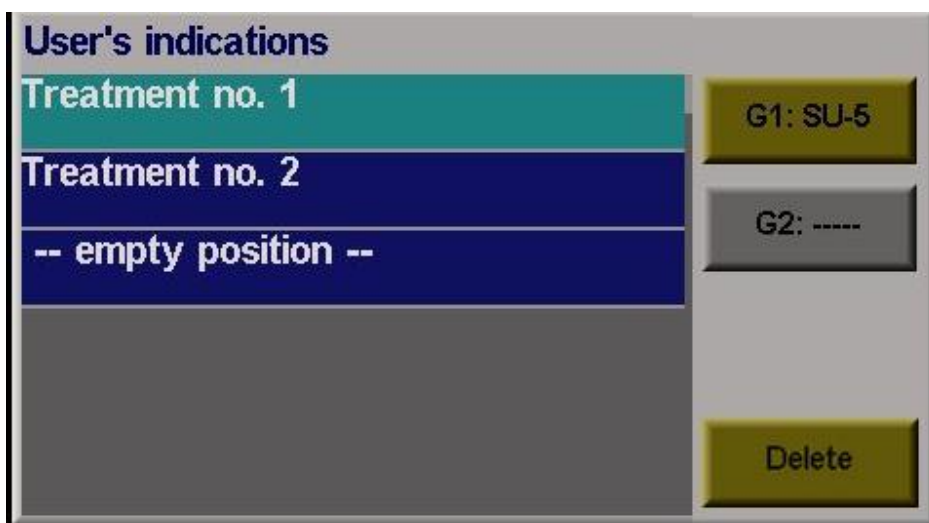 User's indications
Treatment no. 1
Treatment no. 2
-- empty position --
G1: SU-5
G2: -----
Delete